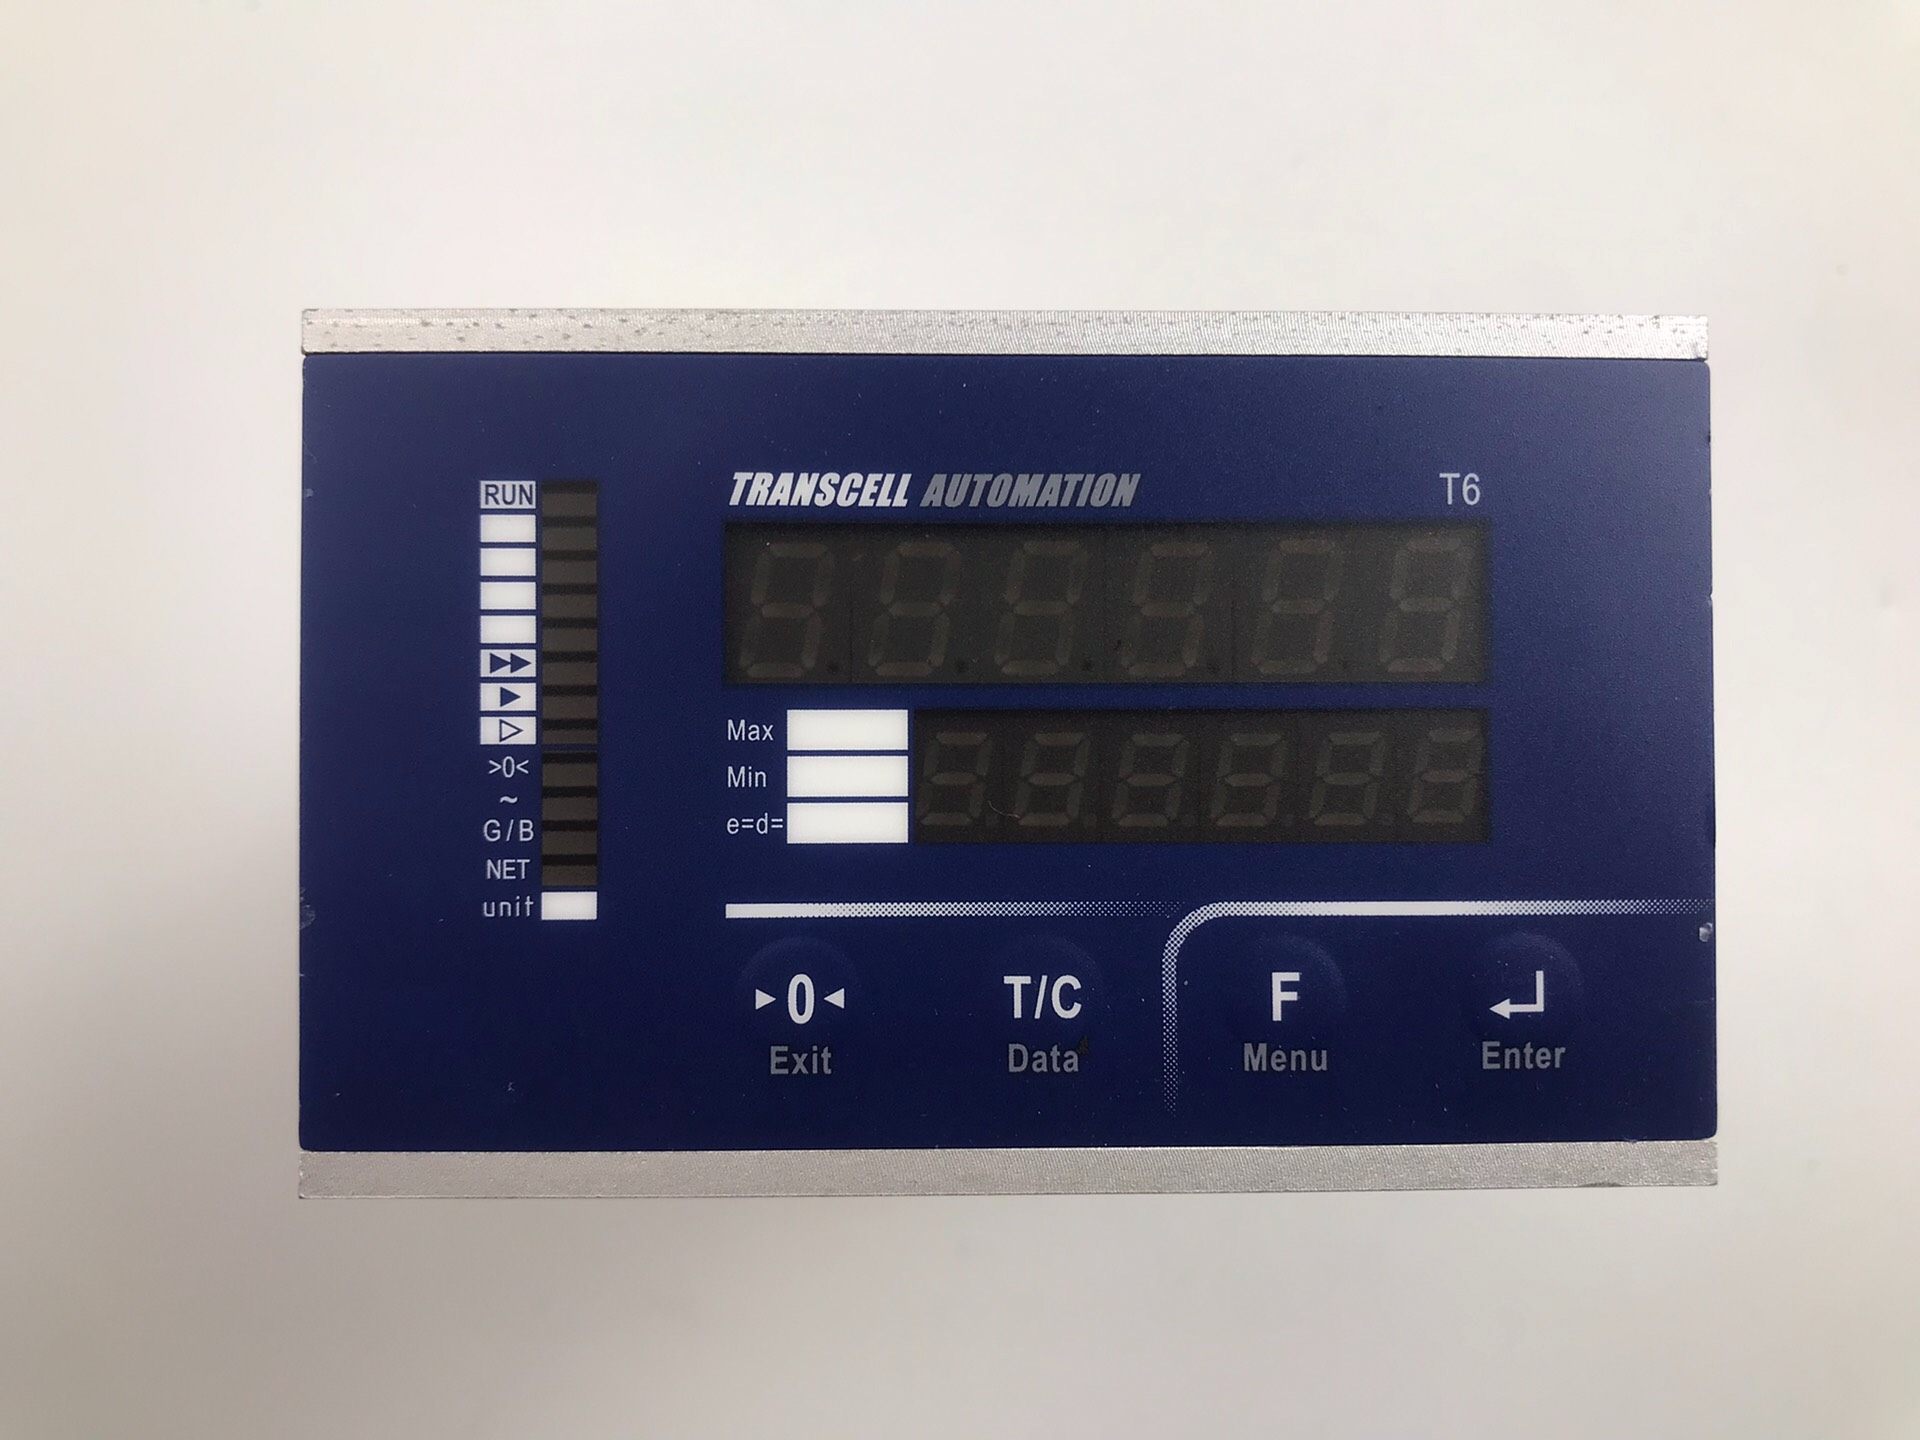 TRANSCELL AUTOMATION T6
RUN
Max
Min
e=d=
>0<
~
G/B
NET
unit
0 T/C F
Exit Data Menu Enter